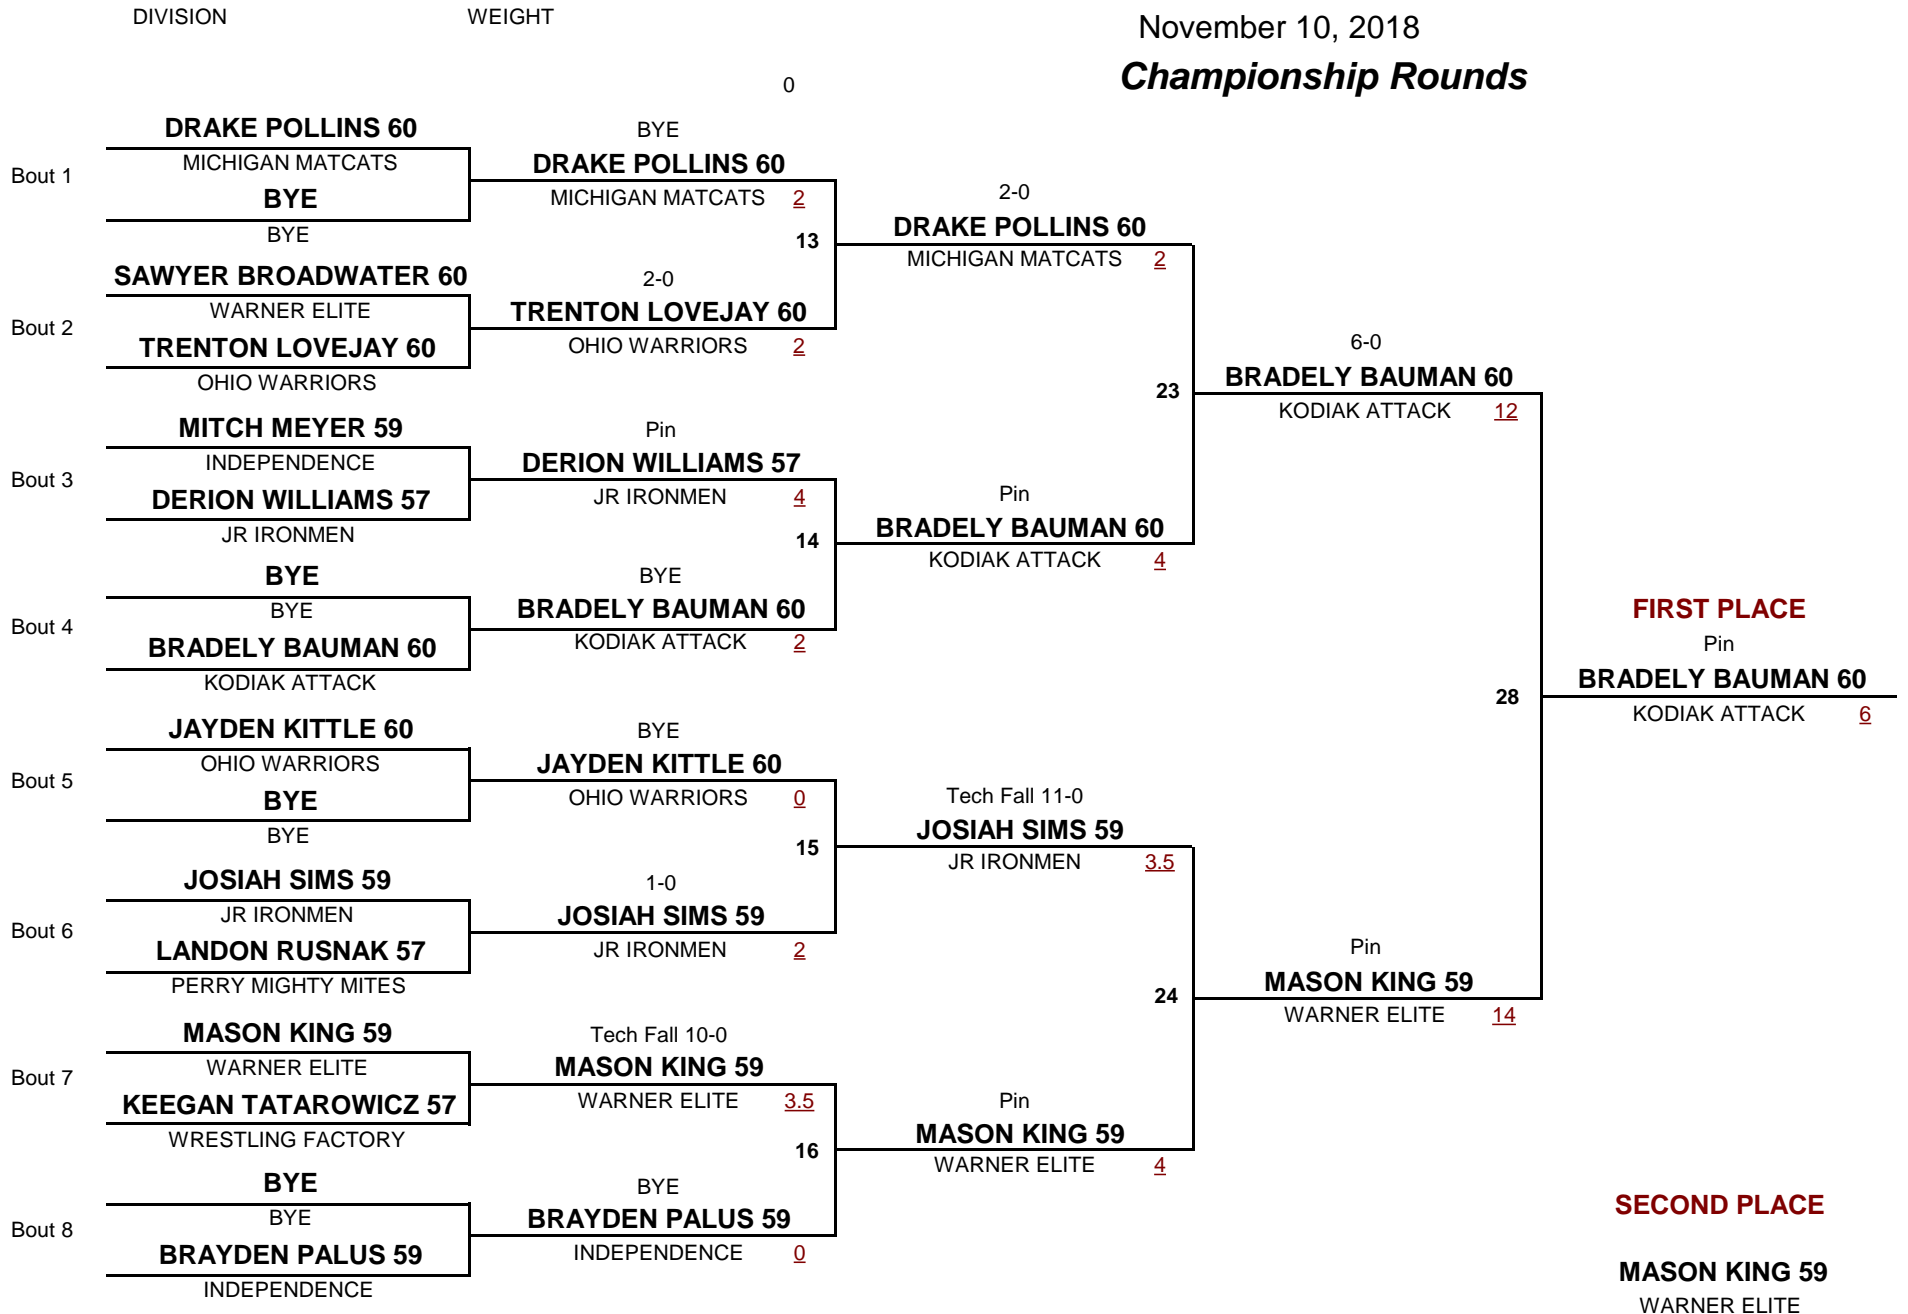 DIVISION WEIGHT
November 10, 2018
Championship Rounds
0
DRAKE POLLINS 60
BYE
Bout 1
MICHIGAN MATCATS
DRAKE POLLINS 60
BYE
MICHIGAN MATCATS 2
2-0
BYE
13
DRAKE POLLINS 60
SAWYER BROADWATER 60
2-0
MICHIGAN MATCATS 2
Bout 2
WARNER ELITE
TRENTON LOVEJAY 60
TRENTON LOVEJAY 60
OHIO WARRIORS 2
6-0
OHIO WARRIORS
23
BRADELY BAUMAN 60
MITCH MEYER 59
Pin
KODIAK ATTACK 12
Bout 3
INDEPENDENCE
DERION WILLIAMS 57
DERION WILLIAMS 57
JR IRONMEN 4
Pin
JR IRONMEN
14
BRADELY BAUMAN 60
BYE
BYE
KODIAK ATTACK 4
Bout 4
BYE
BRADELY BAUMAN 60
FIRST PLACE
BRADELY BAUMAN 60
KODIAK ATTACK 2
Pin
KODIAK ATTACK
28
BRADELY BAUMAN 60
JAYDEN KITTLE 60
BYE
KODIAK ATTACK 6
Bout 5
OHIO WARRIORS
JAYDEN KITTLE 60
BYE
OHIO WARRIORS 0
Tech Fall 11-0
BYE
15
JOSIAH SIMS 59
JOSIAH SIMS 59
1-0
JR IRONMEN 3.5
Bout 6
JR IRONMEN
JOSIAH SIMS 59
LANDON RUSNAK 57
JR IRONMEN 2
Pin
PERRY MIGHTY MITES
24
MASON KING 59
MASON KING 59
Tech Fall 10-0
WARNER ELITE 14
Bout 7
WARNER ELITE
MASON KING 59
KEEGAN TATAROWICZ 57
WARNER ELITE 3.5
Pin
WRESTLING FACTORY
16
MASON KING 59
BYE
BYE
WARNER ELITE 4
Bout 8
BYE
BRAYDEN PALUS 59
SECOND PLACE
BRAYDEN PALUS 59
INDEPENDENCE 0
INDEPENDENCE
MASON KING 59
WARNER ELITE